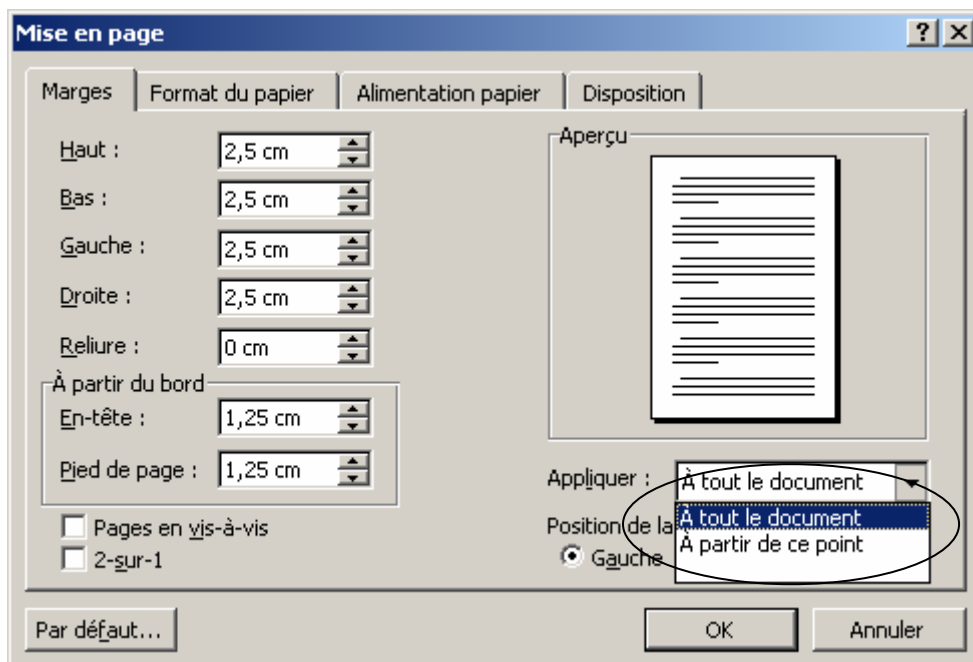 Mise en page
Marges Format du papier Alimentation papier Disposition
Haut : 2,5 cm
Bas : 2,5 cm
Gauche : 2,5 cm
Droite : 2,5 cm
Reliure : 0 cm
À partir du bord
En-tête : 1,25 cm
Pied de page : 1,25 cm
Pages en vis-à-vis
2-sur-1
Aperçu
Appliquer : À tout le document
À tout le document
À partir de ce point
Position de la
Gauche
Par défaut... OK Annuler